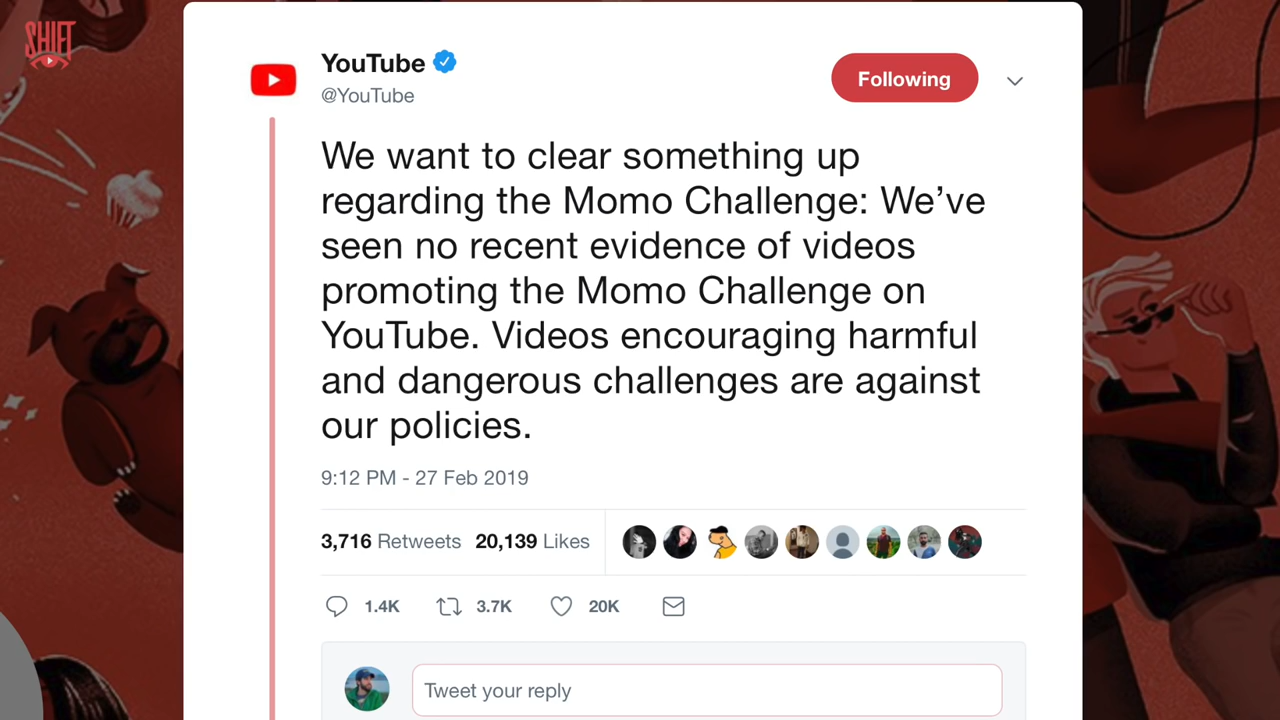 SHIFT
YouTube
@YouTube
Following
We want to clear something up
regarding the Momo Challenge: We’ve
seen no recent evidence of videos
promoting the Momo Challenge on
YouTube. Videos encouraging harmful
and dangerous challenges are against
our policies.
9:12 PM - 27 Feb 2019
3,716 Retweets 20,139 Likes
1.4K 3.7K 20K
Tweet your reply